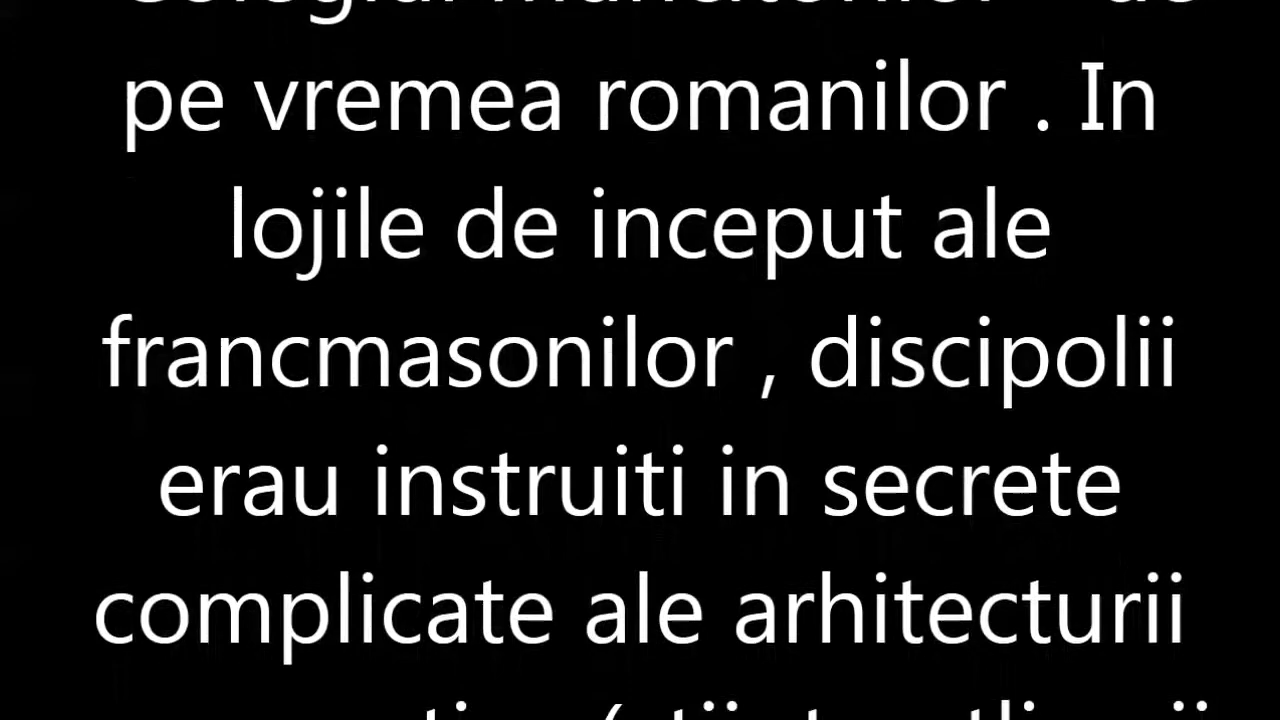 pe vremea romanilor . In
lojile de inceput ale
francmasonilor , discipolii
erau instruiti in secrete
complicate ale arhitecturii